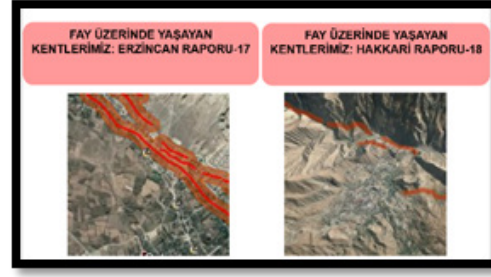 FAY ÜZERİNDE YAŞAYAN
KENTLERİMİZ: ERZİNCAN RAPORU-17
FAY ÜZERİNDE YAŞAYAN
KENTLERİMİZ: HAKKARİ RAPORU-18